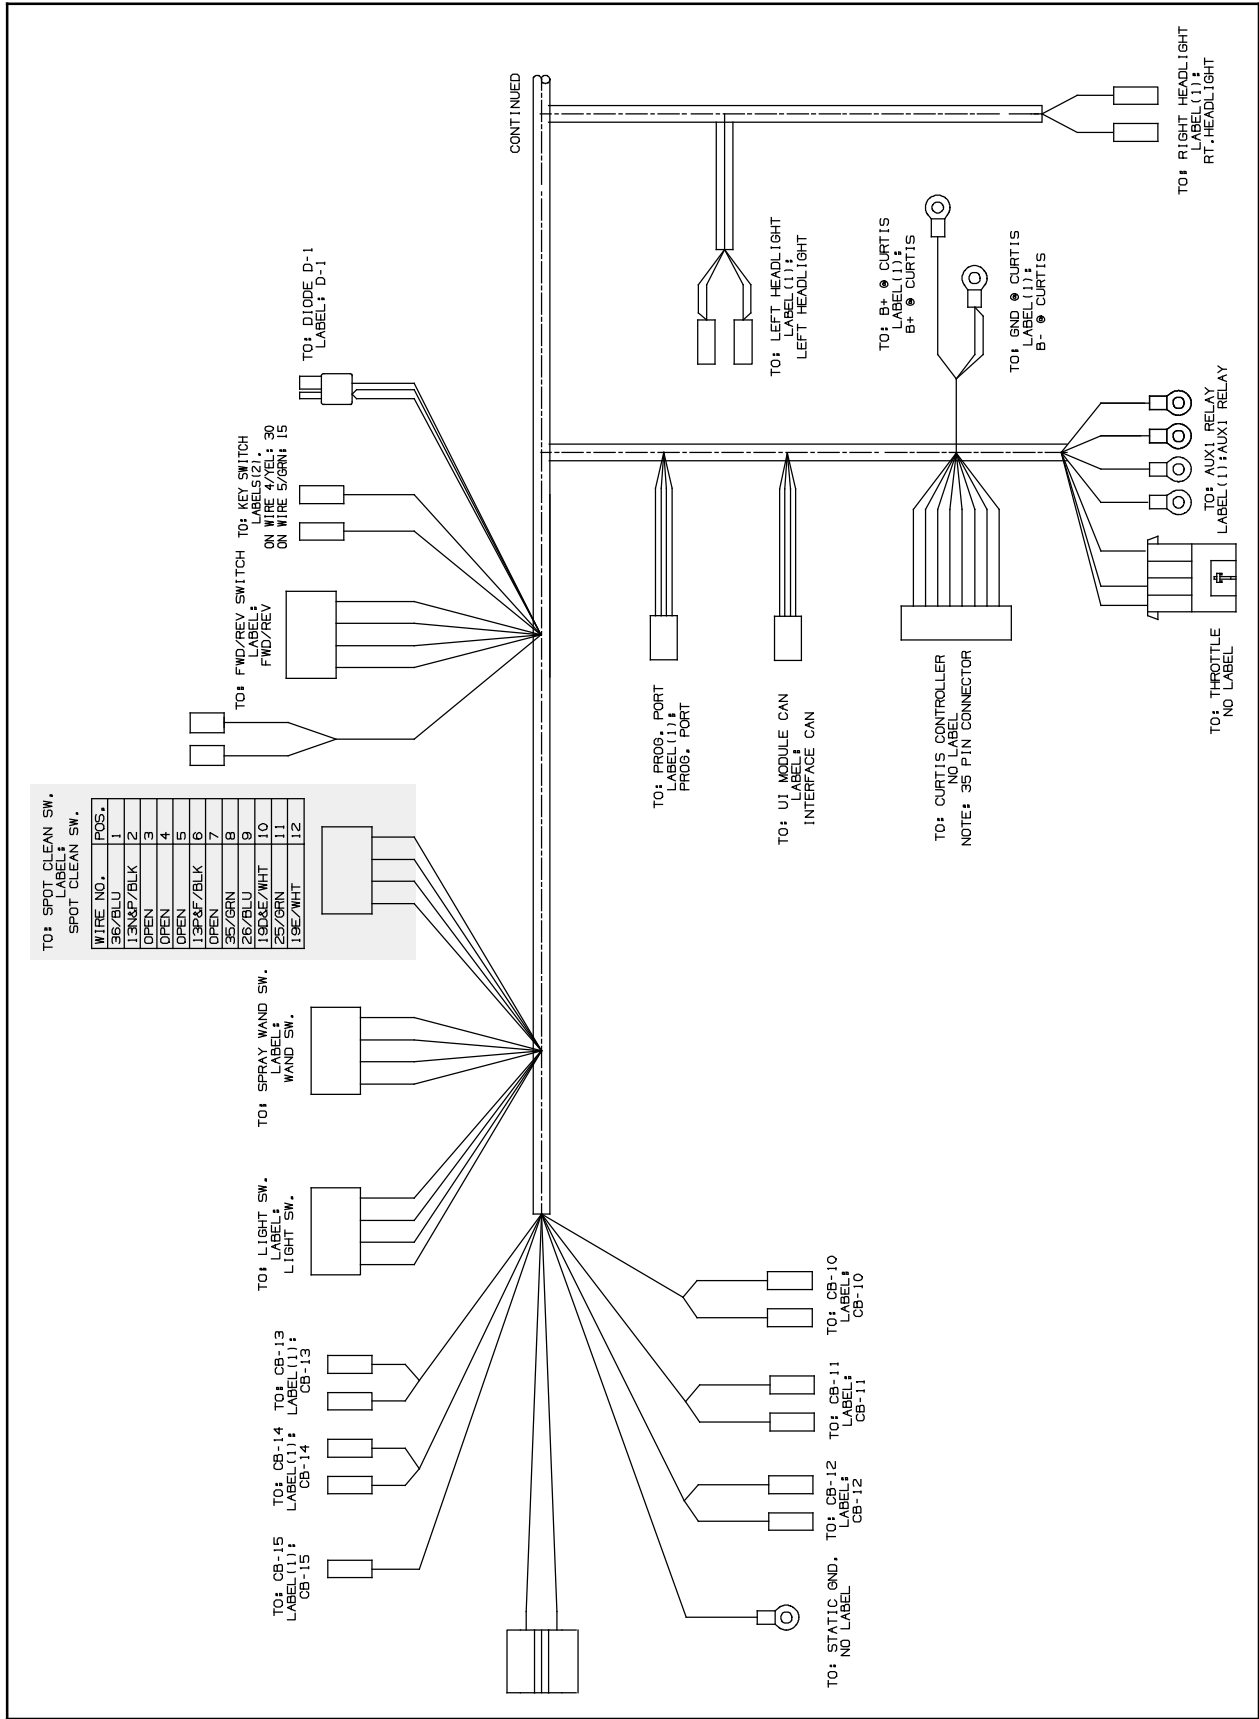 TO: CB-15
LABEL(1):
CB-15
TO: CB-14
LABEL(1):
CB-14
TO: CB-13
LABEL(1):
CB-13
TO: LIGHT SW.
LABEL:
LIGHT SW.
TO: SPRAY WAND SW.
LABEL:
WAND SW.
TO: SPOT CLEAN SW.
LABEL:
SPOT CLEAN SW.
WIRE NO. POS.
36/BLU 1
13N&P/BLK 2
OPEN 3
OPEN 4
OPEN 5
13P&F/BLK 6
OPEN 7
35/GRN 8
26/BLU 9
19D&E/WHT 10
25/GRN 11
19E/WHT 12
TO: FWD/REV SWITCH
LABEL:
FWD/REV
TO: KEY SWITCH
LABELS(2).
ON WIRE 4/YEL: 30
ON WIRE 5/GRN: 15
TO: DIODE D-1
LABEL: D-1
CONTINUED
TO: STATIC GND.
NO LABEL
TO: CB-12
LABEL:
CB-12
TO: CB-11
LABEL:
CB-11
TO: CB-10
LABEL:
CB-10
TO: PROG. PORT
LABEL(1):
PROG. PORT
TO: UI MODULE CAN
LABEL:
INTERFACE CAN
TO: CURTIS CONTROLLER
NO LABEL
NOTE: 35 PIN CONNECTOR
TO: THROTTLE
NO LABEL
TO: AUX1 RELAY
LABEL(1):AUX1 RELAY
TO: LEFT HEADLIGHT
LABEL(1):
LEFT HEADLIGHT
TO: B+ @ CURTIS
LABEL(1):
B+ @ CURTIS
TO: GND @ CURTIS
LABEL(1):
B- @ CURTIS
TO: RIGHT HEADLIGHT
LABEL(1):
RT.HEADLIGHT